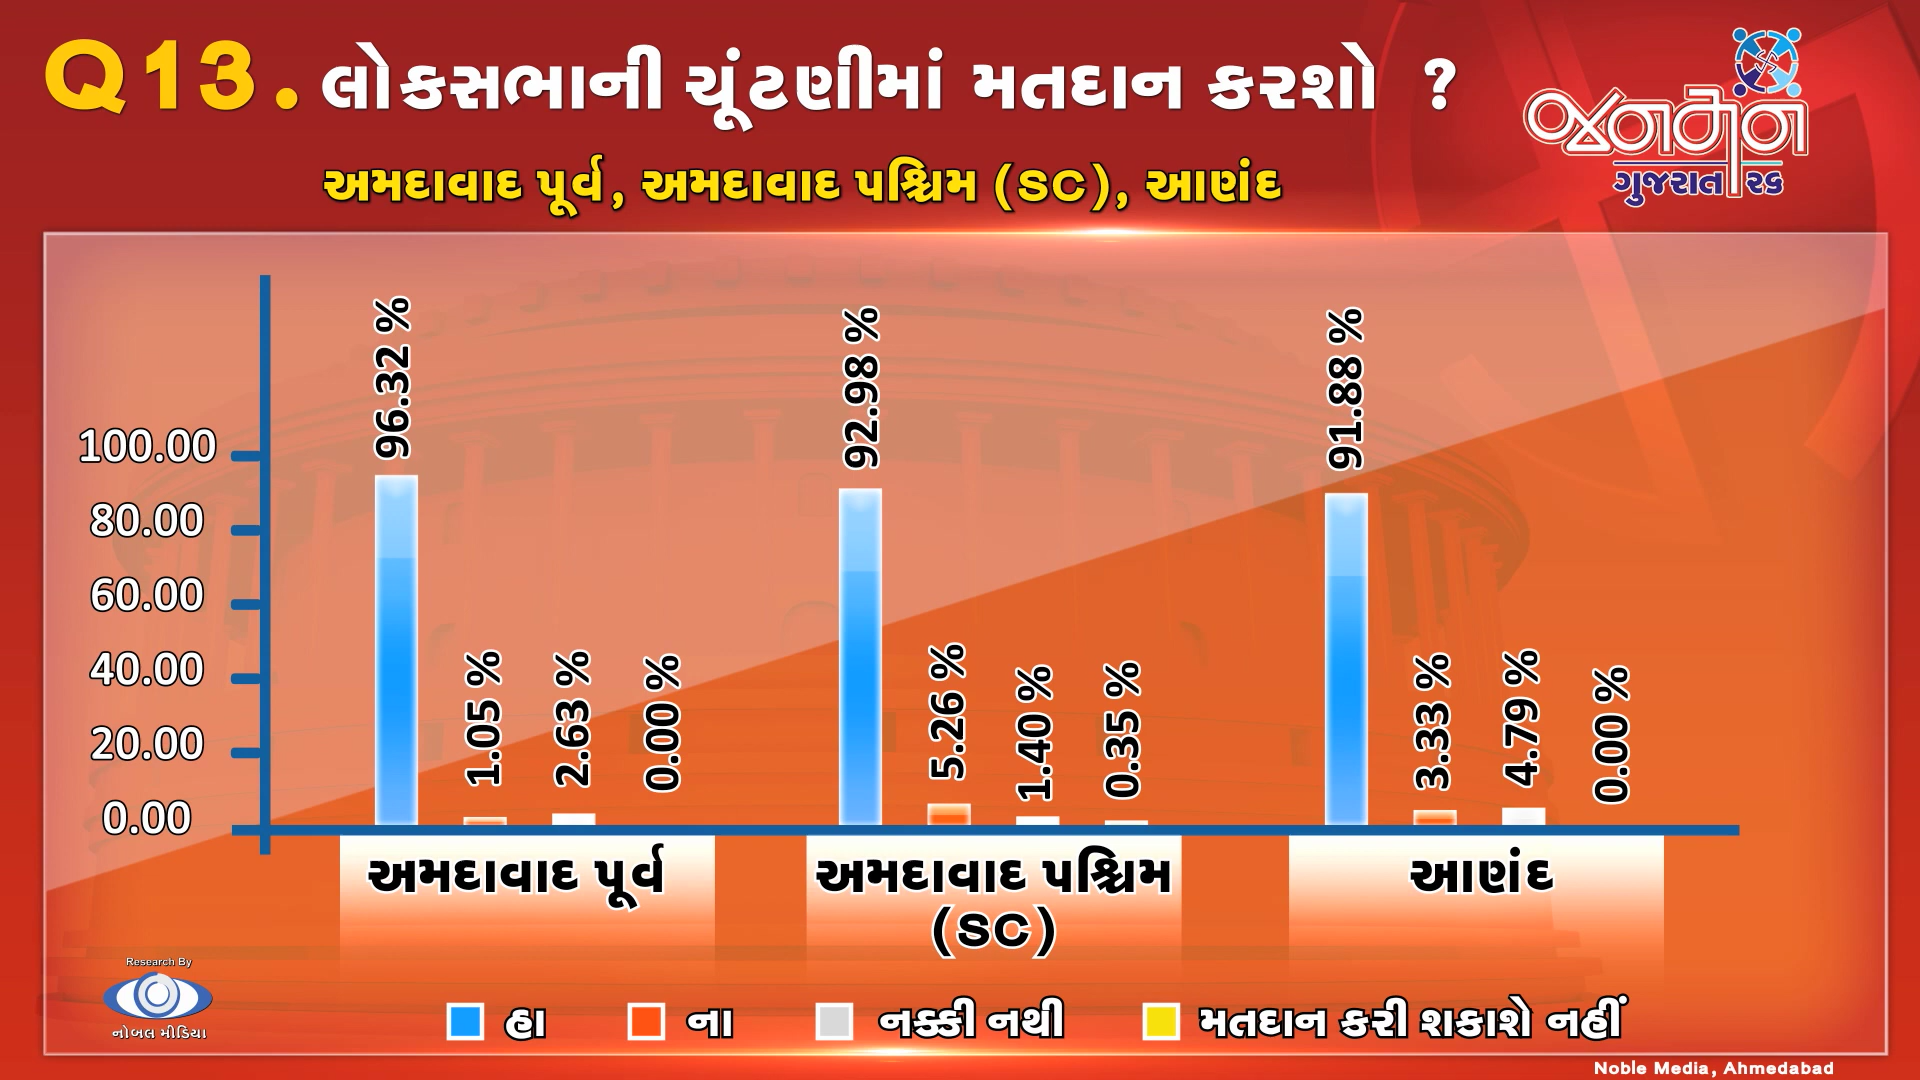 Q13. લોકસભાની ચૂંટણીમાં મતદાન કરશો ?
જનમન
ગુજરાત ૨૬
અમદાવાદ પૂર્વ, અમદાવાદ પશ્ચિમ (SC), આણંદ
100.00
80.00
60.00
40.00
20.00
0.00
96.32 %
1.05 %
2.63 %
0.00 %
92.98 %
5.26 %
1.40 %
0.35 %
91.88 %
3.33 %
4.79 %
0.00 %
અમદાવાદ પૂર્વ
અમદાવાદ પશ્ચિમ
(SC)
આણંદ
Research By
નોબલ મીડિયા
હા
ના
નક્કી નથી
મતદાન કરી શકાશે નહીં
Noble Media, Ahmedabad